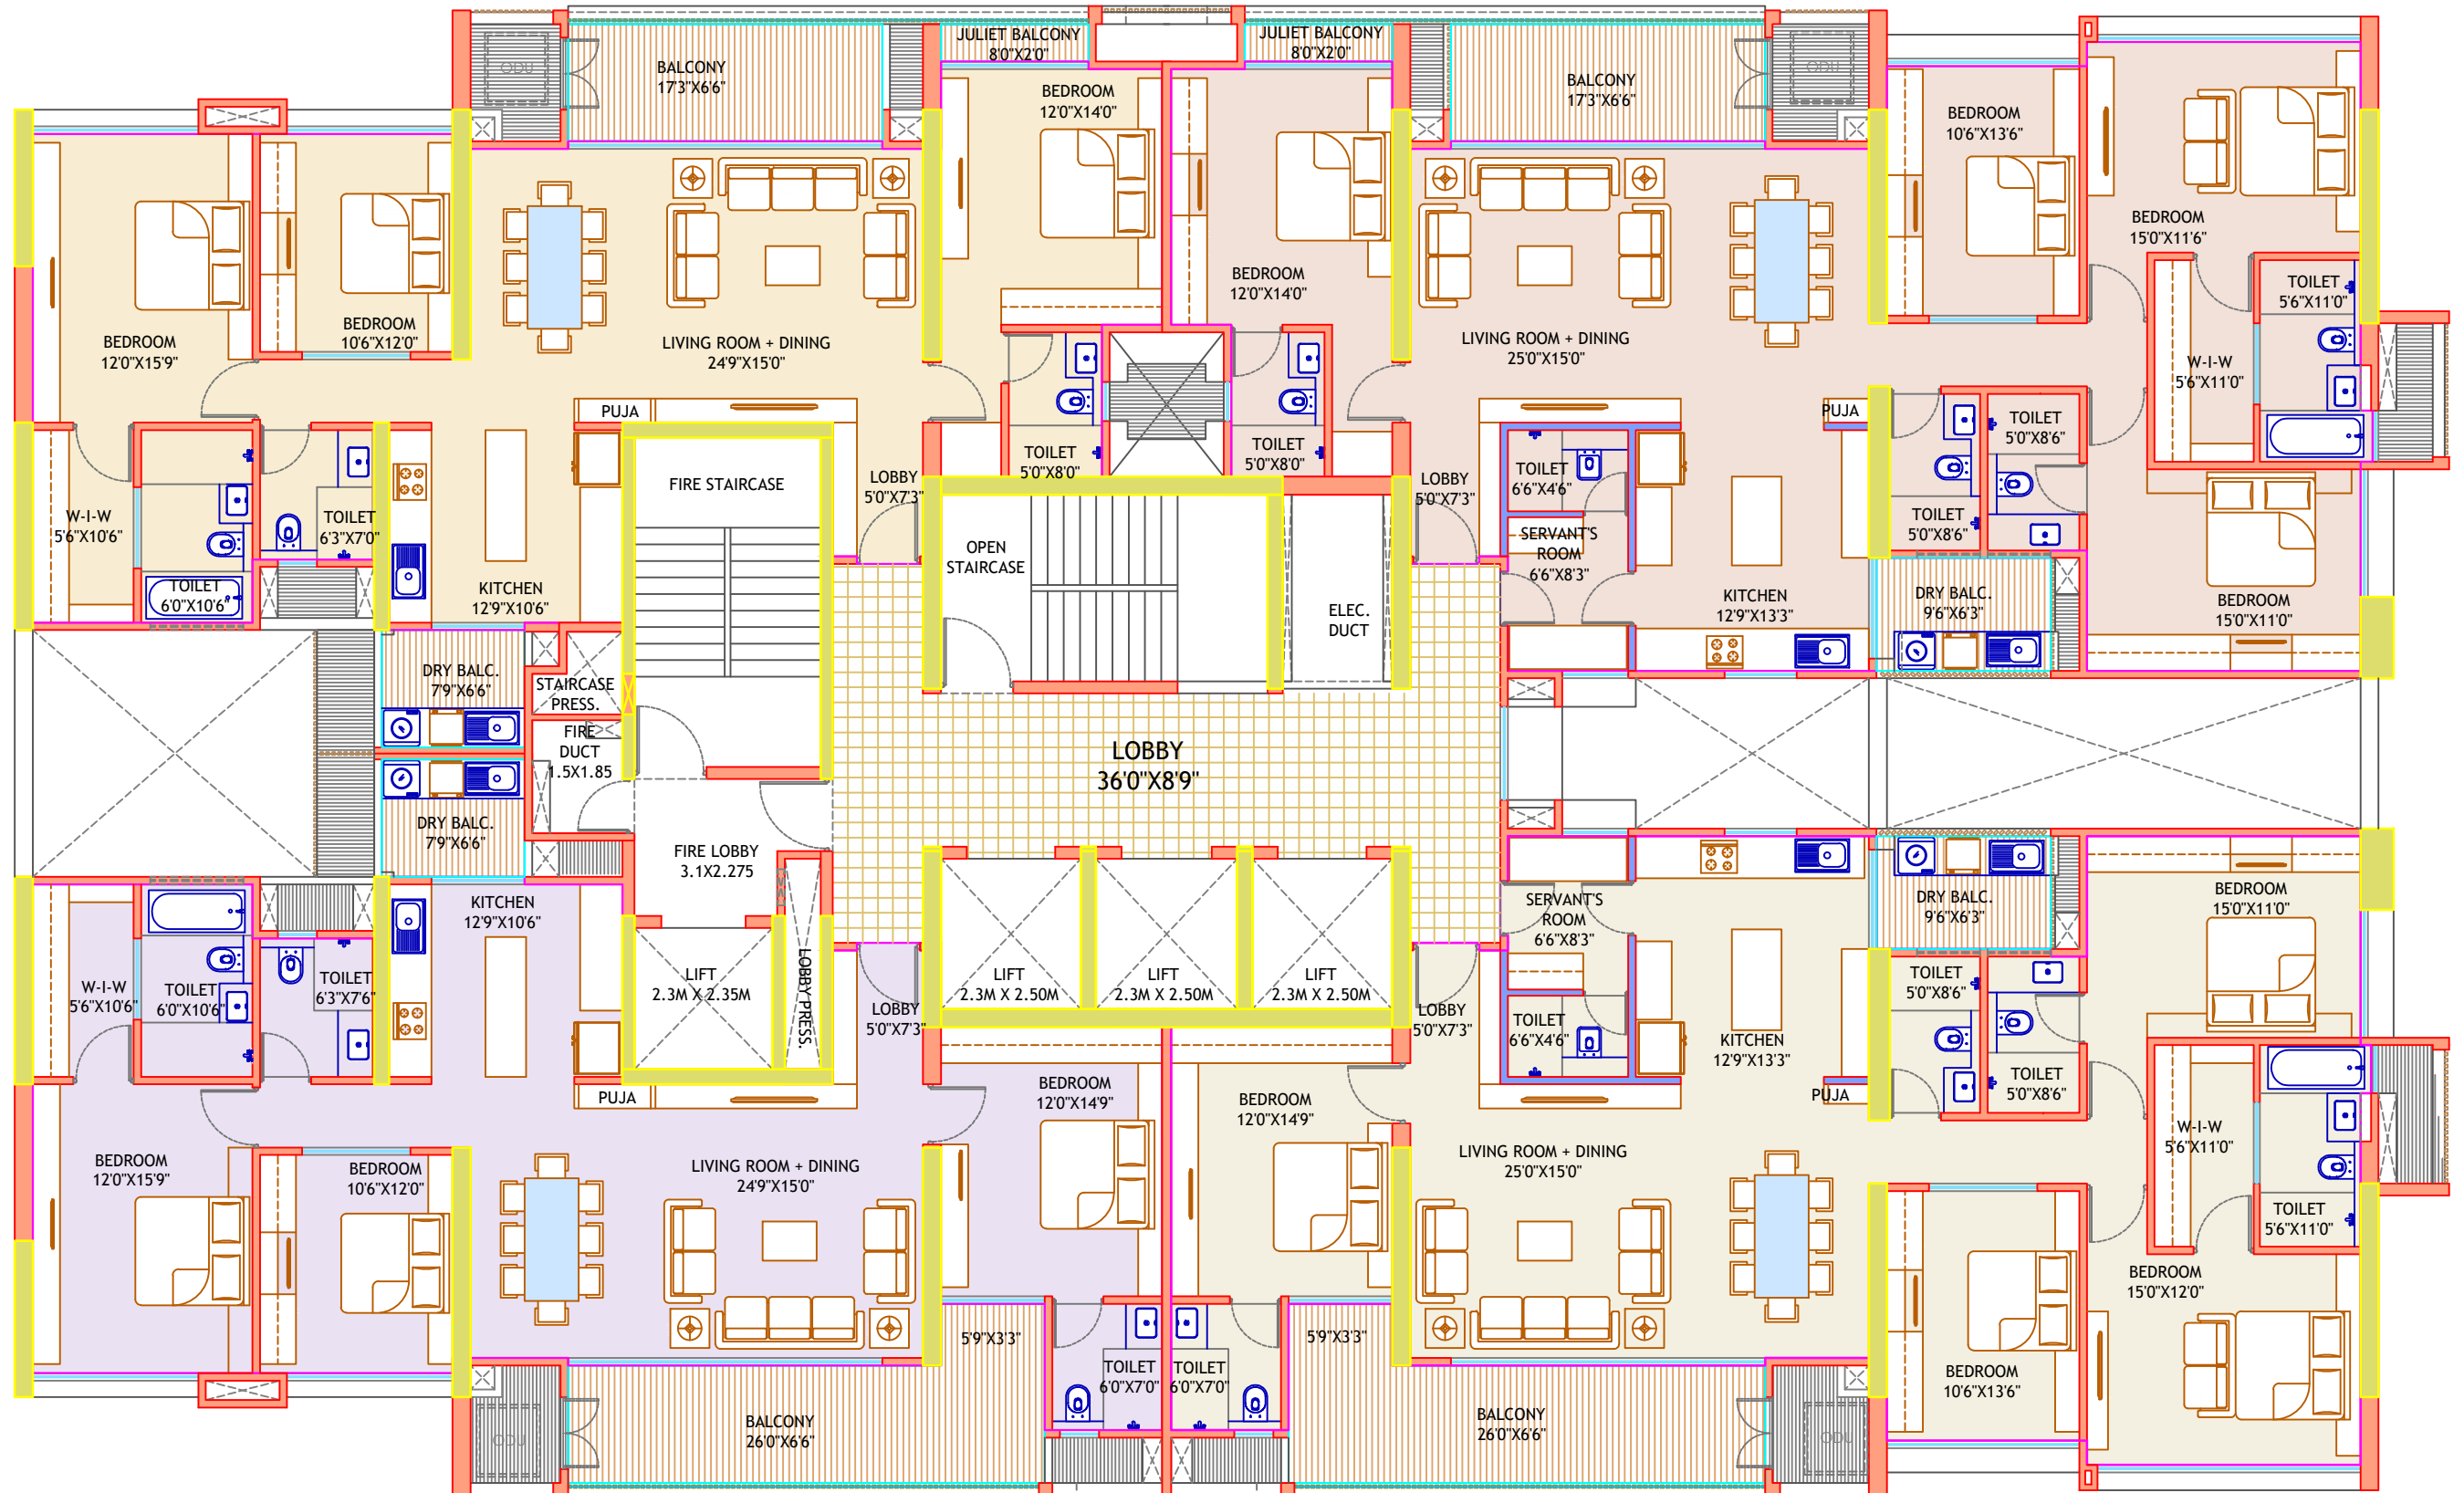 JULIET BALCONY
8'0"X2'0"
JULIET BALCONY
8'0"X2'0"
ODU
BALCONY
17'3"X6'6"
BEDROOM
12'0"X14'0"
BALCONY
17'3"X6'6"
ODU
BEDROOM
10'6"X13'6"
BEDROOM
15'0"X11'6"
BEDROOM
12'0"X15'9"
BEDROOM
10'6"X12'0"
LIVING ROOM + DINING
24'9"X15'0"
BEDROOM
12'0"X14'0"
LIVING ROOM + DINING
25'0"X15'0"
TOILET
5'6"X11'0"
W-I-W
5'6"X11'0"
PUJA
PUJA
TOILET
5'0"X8'6"
TOILET
5'0"X8'0"
TOILET
5'0"X8'0"
FIRE STAIRCASE
LOBBY
5'0"X7'3"
LOBBY
5'0"X7'3"
TOILET
6'6"X4'6"
W-I-W
5'6"X10'6"
TOILET
6'3"X7'0"
TOILET
5'0"X8'6"
OPEN
STAIRCASE
SERVANT'S
ROOM
6'6"X8'3"
TOILET
6'0"X10'6"
KITCHEN
12'9"X10'6"
ELEC.
DUCT
KITCHEN
12'9"X13'3"
DRY BALC.
9'6"X6'3"
BEDROOM
15'0"X11'0"
DRY BALC.
7'9"X6'6"
STAIRCASE
PRESS.
FIRE
DUCT
1.5X1.85
LOBBY
36'0"X8'9"
DRY BALC.
7'9"X6'6"
FIRE LOBBY
3.1X2.275
KITCHEN
12'9"X10'6"
SERVANT'S
ROOM
6'6"X8'3"
DRY BALC.
9'6"X6'3"
BEDROOM
15'0"X11'0"
W-I-W
5'6"X10'6"
TOILET
6'0"X10'6"
TOILET
6'3"X7'6"
LIFT
2.3M X 2.35M
LOBBY PRESS.
LOBBY
5'0"X7'3"
LIFT
2.3M X 2.50M
LIFT
2.3M X 2.50M
LIFT
2.3M X 2.50M
LOBBY
5'0"X7'3"
TOILET
6'6"X4'6"
KITCHEN
12'9"X13'3"
TOILET
5'0"X8'6"
TOILET
5'0"X8'6"
PUJA
PUJA
BEDROOM
12'0"X14'9"
BEDROOM
12'0"X14'9"
W-I-W
5'6"X11'0"
BEDROOM
12'0"X15'9"
BEDROOM
10'6"X12'0"
LIVING ROOM + DINING
24'9"X15'0"
LIVING ROOM + DINING
25'0"X15'0"
TOILET
5'6"X11'0"
BEDROOM
15'0"X12'0"
5'9"X3'3"
5'9"X3'3"
TOILET
6'0"X7'0"
TOILET
6'0"X7'0"
BEDROOM
10'6"X13'6"
ODU
BALCONY
26'0"X6'6"
BALCONY
26'0"X6'6"
ODU